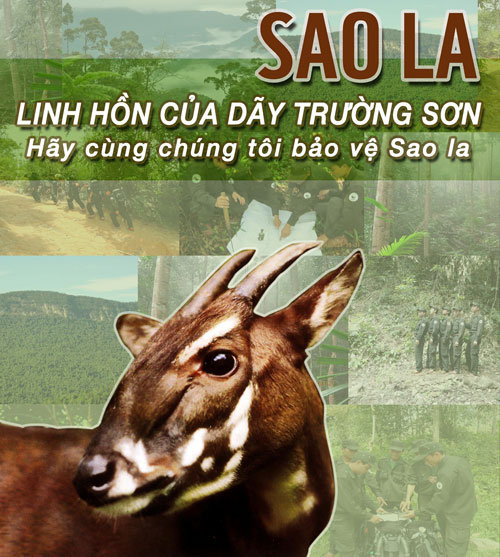 SAO LA
LINH HỒN CỦA DÃY TRƯỜNG SƠN
Hãy cùng chúng tôi bảo vệ Sao la